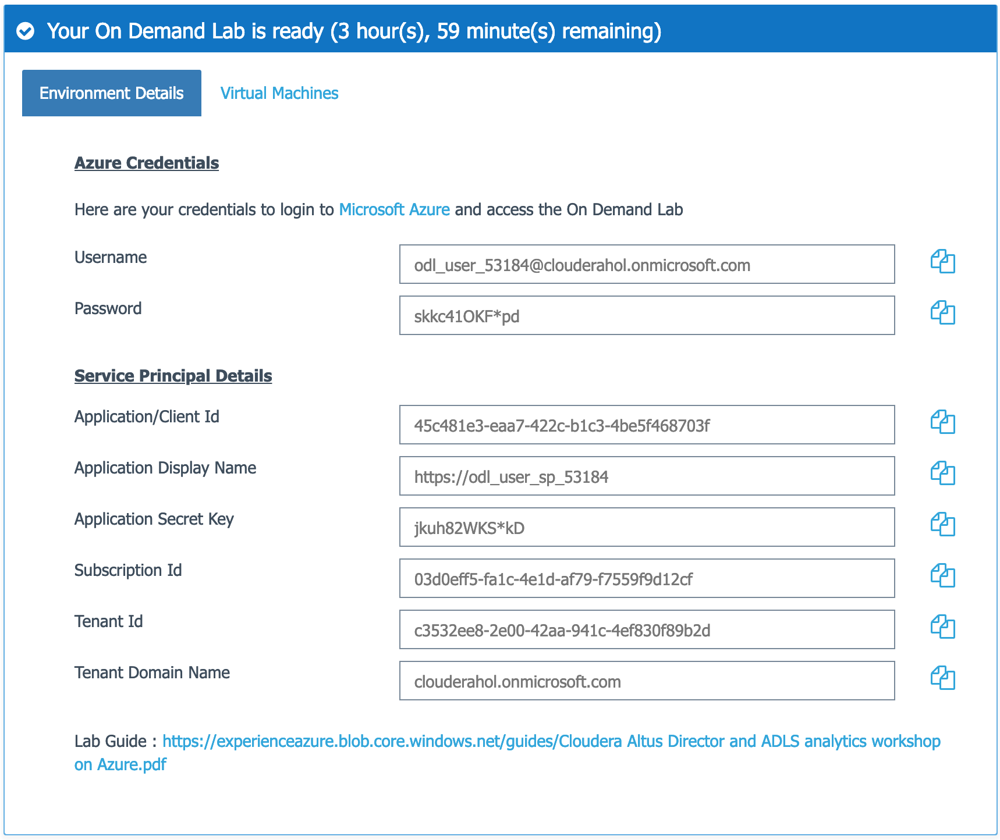 Your On Demand Lab is ready (3 hour(s), 59 minute(s) remaining)
Environment Details
Virtual Machines
Azure Credentials
Here are your credentials to login to Microsoft Azure and access the On Demand Lab
Username
odl_user_53184@clouderahol.onmicrosoft.com
Password
skkc41OKF*pd
Service Principal Details
Application/Client Id
45c481e3-eaa7-422c-b1c3-4be5f468703f
Application Display Name
https://odl_user_sp_53184
Application Secret Key
jkuh82WKS*kD
Subscription Id
03d0eff5-fa1c-4e1d-af79-f7559f9d12cf
Tenant Id
c3532ee8-2e00-42aa-941c-4ef830f89b2d
Tenant Domain Name
clouderahol.onmicrosoft.com
Lab Guide : https://experienceazure.blob.core.windows.net/guides/Cloudera Altus Director and ADLS analytics workshop
on Azure.pdf